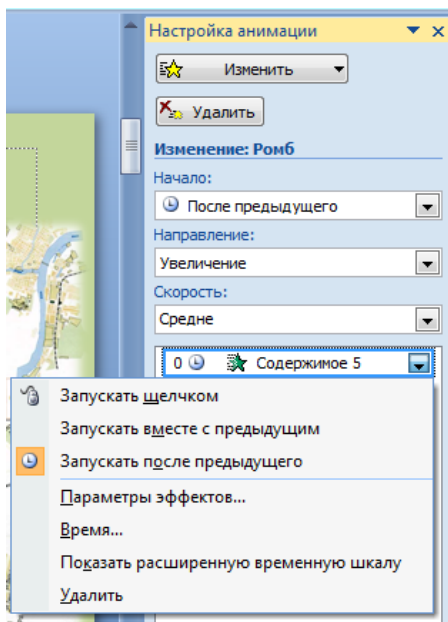 Настройка анимации
Изменить
Удалить
Изменение: Ромб
Начало:
После предыдущего
Направление:
Увеличение
Скорость:
Средне
0 Содержимое 5
Запускать щелчком
Запускать вместе с предыдущим
Запускать после предыдущего
Параметры эффектов...
Время...
Показать расширенную временную шкалу
Удалить